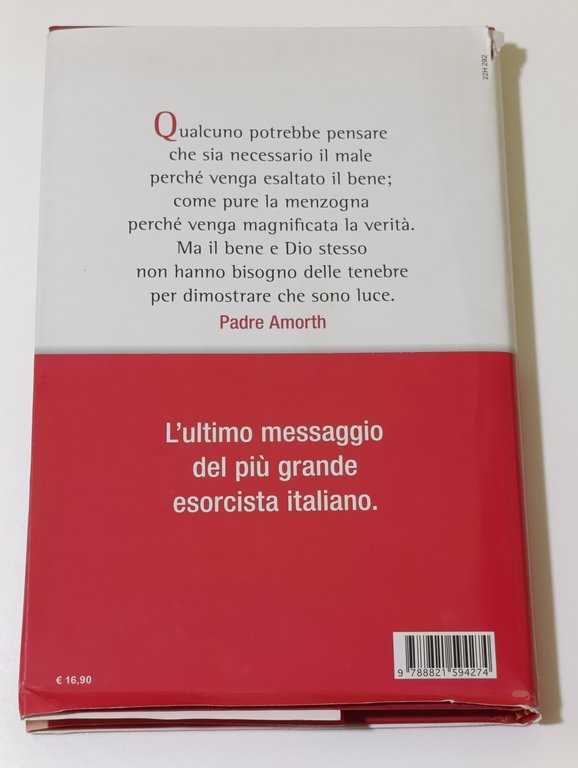 22H 292
Qualcuno potrebbe pensare
che sia necessario il male
perché venga esaltato il bene;
come pure la menzogna
perché venga magnificata la verità.
Ma il bene e Dio stesso
non hanno bisogno delle tenebre
per dimostrare che sono luce.
Padre Amorth
L'ultimo messaggio
del più grande
esorcista italiano.
€ 16,90
9 788821 594274